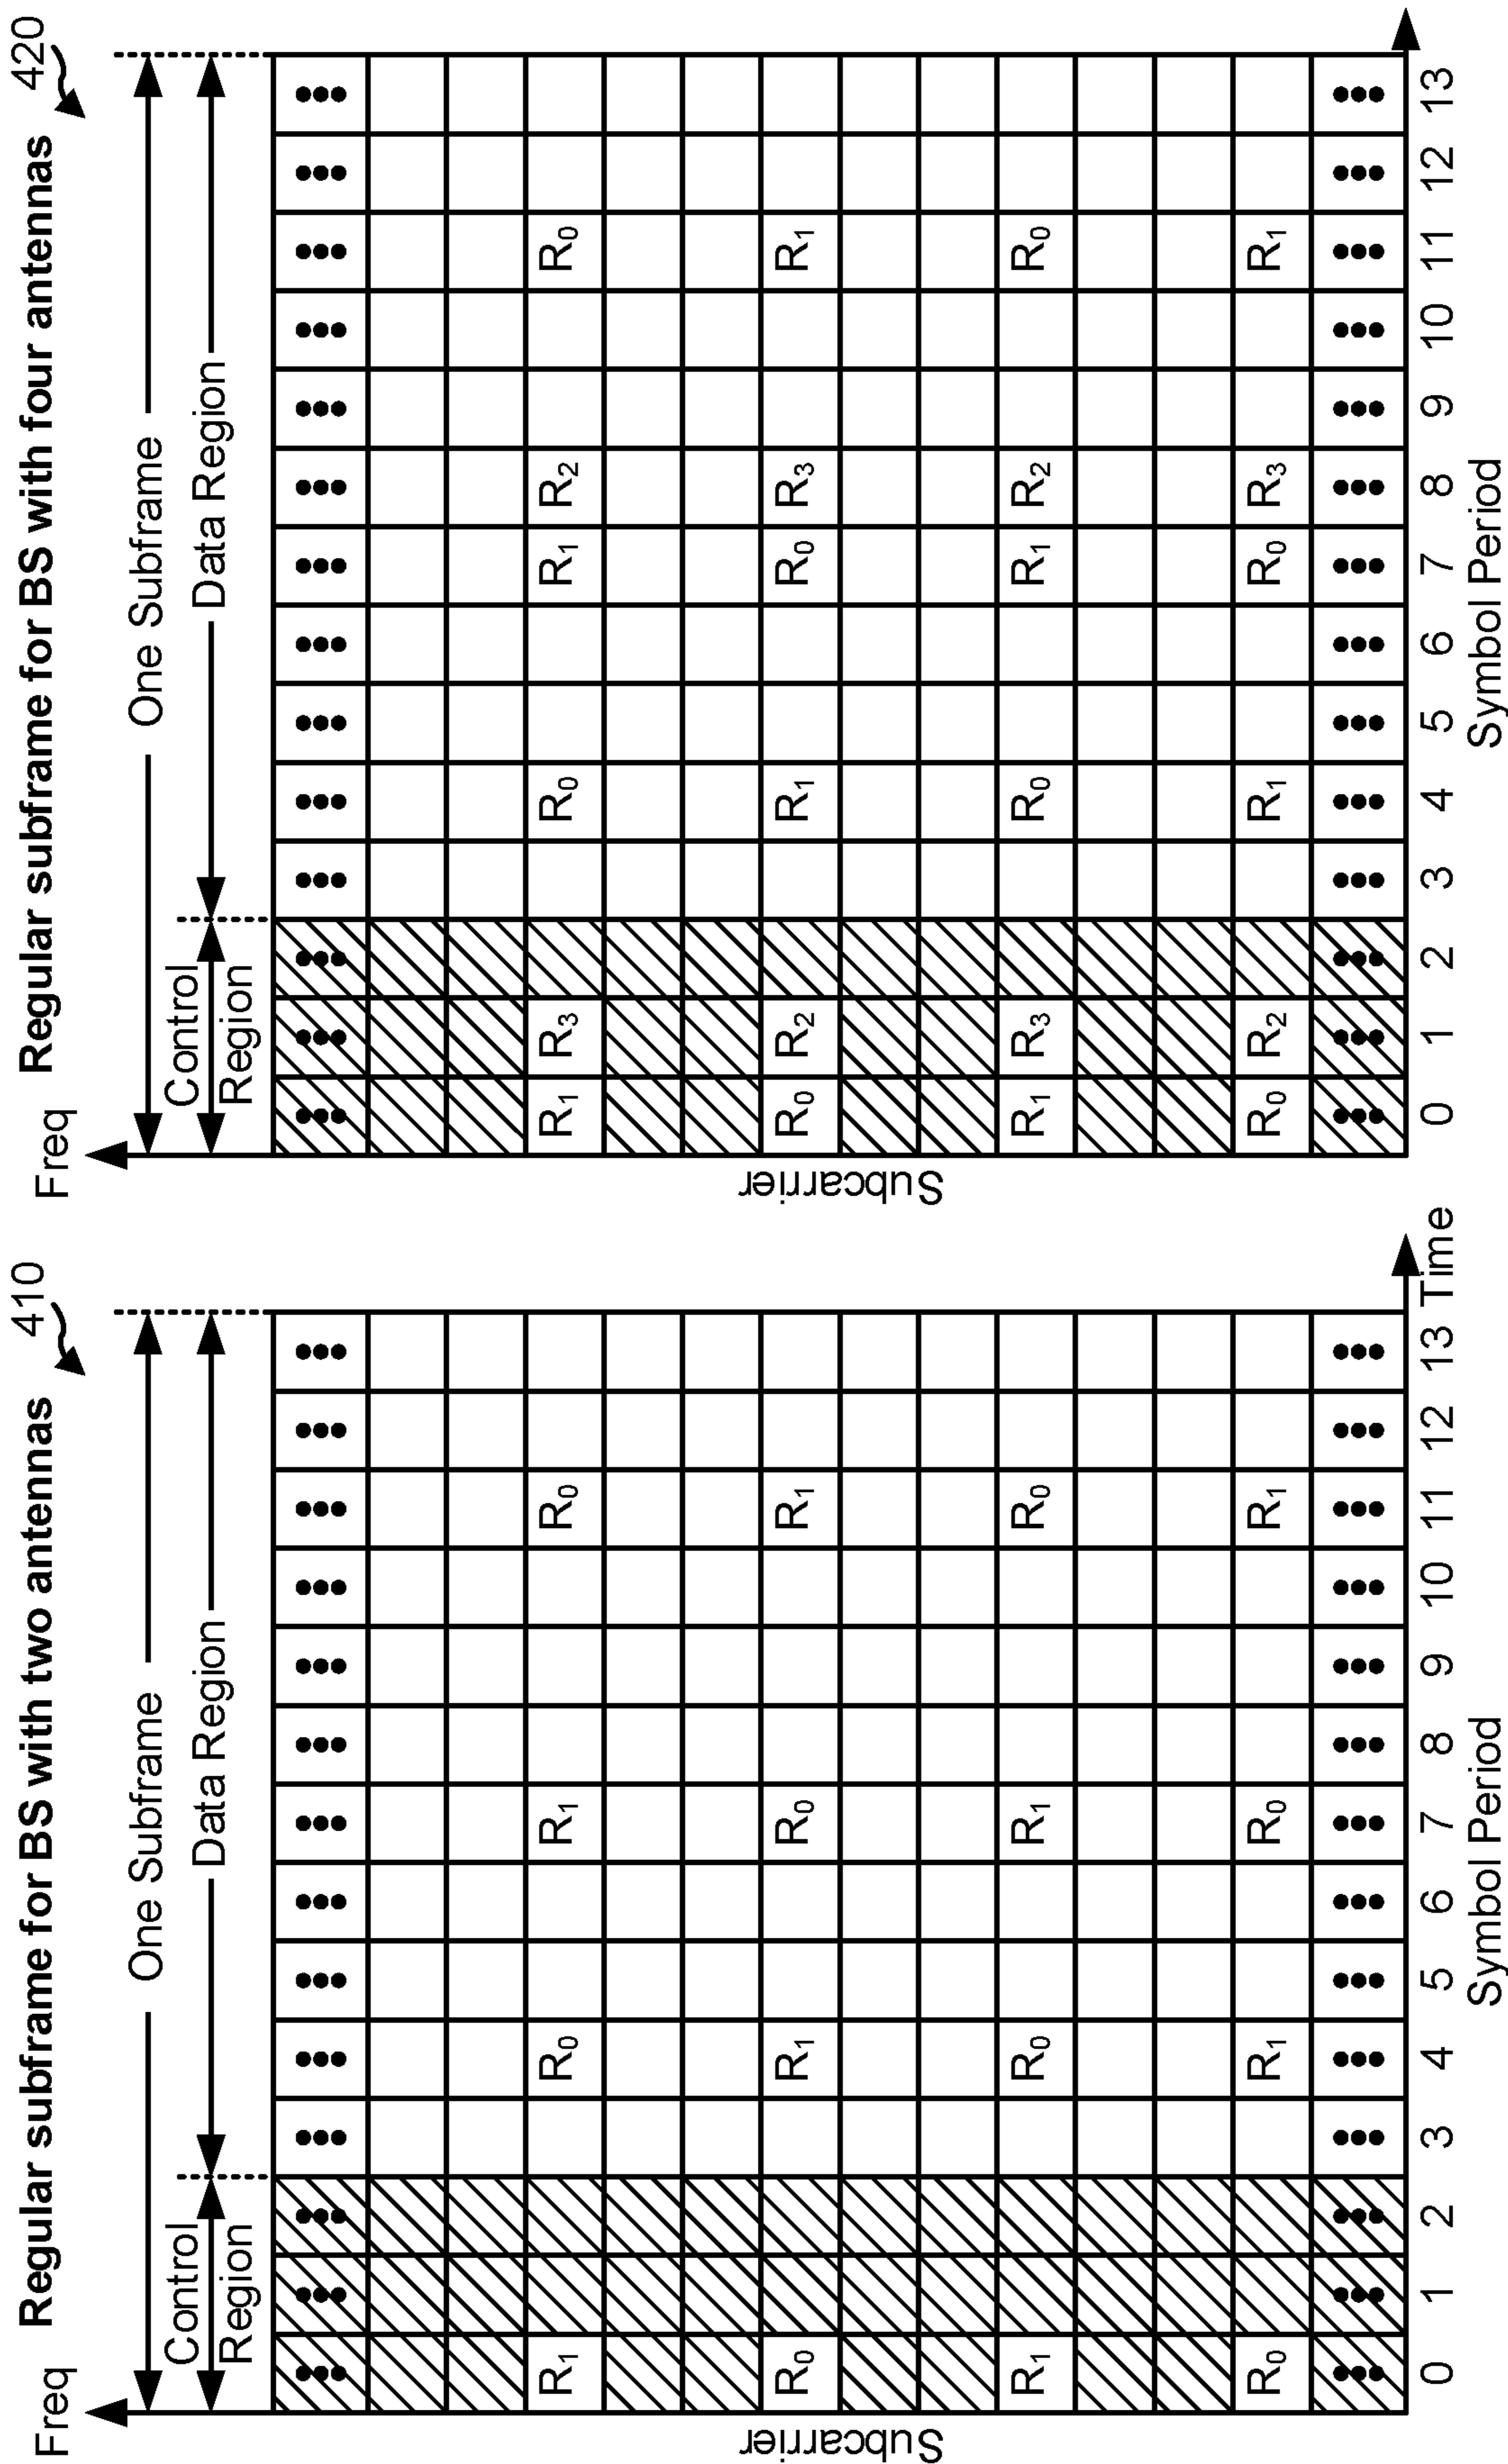 Regular subframe for BS with two antennas 410
Freq
One Subframe
Control Region
Data Region
Subcarrier
R1 R0 R1 R0
R0 R1 R0 R1
R1 R0 R1 R0
R0 R1 R0 R1
0 1 2 3 4 5 6 7 8 9 10 11 12 13 Time
Symbol Period
Regular subframe for BS with four antennas 420
Freq
One Subframe
Control Region
Data Region
Subcarrier
R1 R3 R0 R1 R2 R0
R0 R2 R1 R0 R3 R1
R1 R3 R0 R1 R2 R0
R0 R2 R1 R0 R3 R1
0 1 2 3 4 5 6 7 8 9 10 11 12 13
Symbol Period